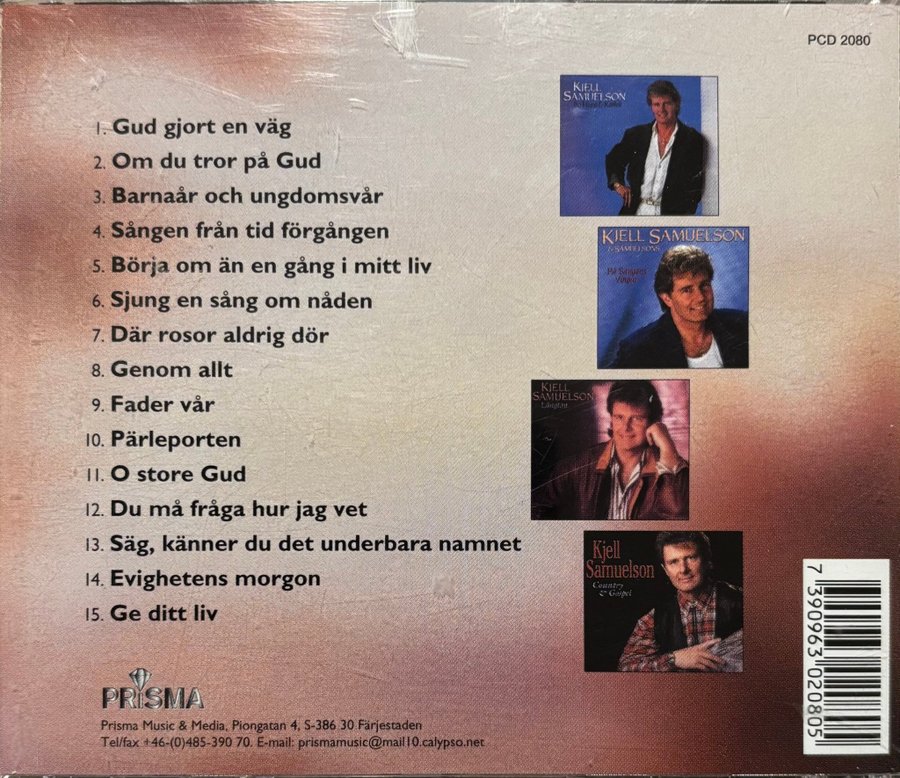 PCD 2080
1. Gud gjort en väg
2. Om du tror på Gud
3. Barnaår och ungdomsvår
4. Sången från tid förgången
5. Börja om än en gång i mitt liv
6. Sjung en sång om nåden
7. Där rosor aldrig dör
8. Genom allt
9. Fader vår
10. Pärleporten
11. O store Gud
12. Du må fråga hur jag vet
13. Säg, känner du det underbara namnet
14. Evighetens morgon
15. Ge ditt liv
KJELL
SAMUELSON
KJELL SAMUELSON
& SAMUELSONS
På Sångens
Vingar
KJELL
SAMUELSON
Längtan
Kjell
Samuelson
Country
& Gospel
PRISMA
Prisma Music & Media, Piongatan 4, S-386 30 Färjestaden
Tel/fax +46-(0)485-390 70. E-mail: prismamusic@mail10.calypso.net
7 390963 020805